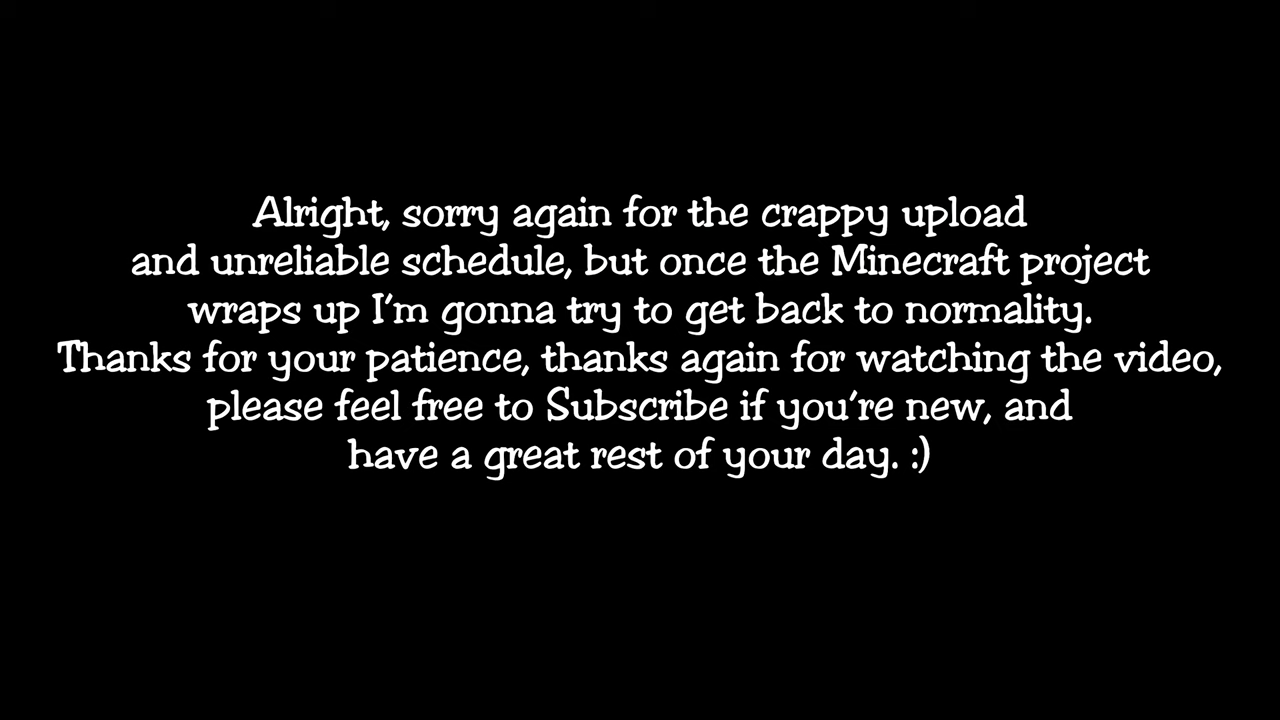 Alright, sorry again for the crappy upload
and unreliable schedule, but once the Minecraft project
wraps up I'm gonna try to get back to normality.
Thanks for your patience, thanks again for watching the video,
please feel free to Subscribe if you're new, and
have a great rest of your day. :)